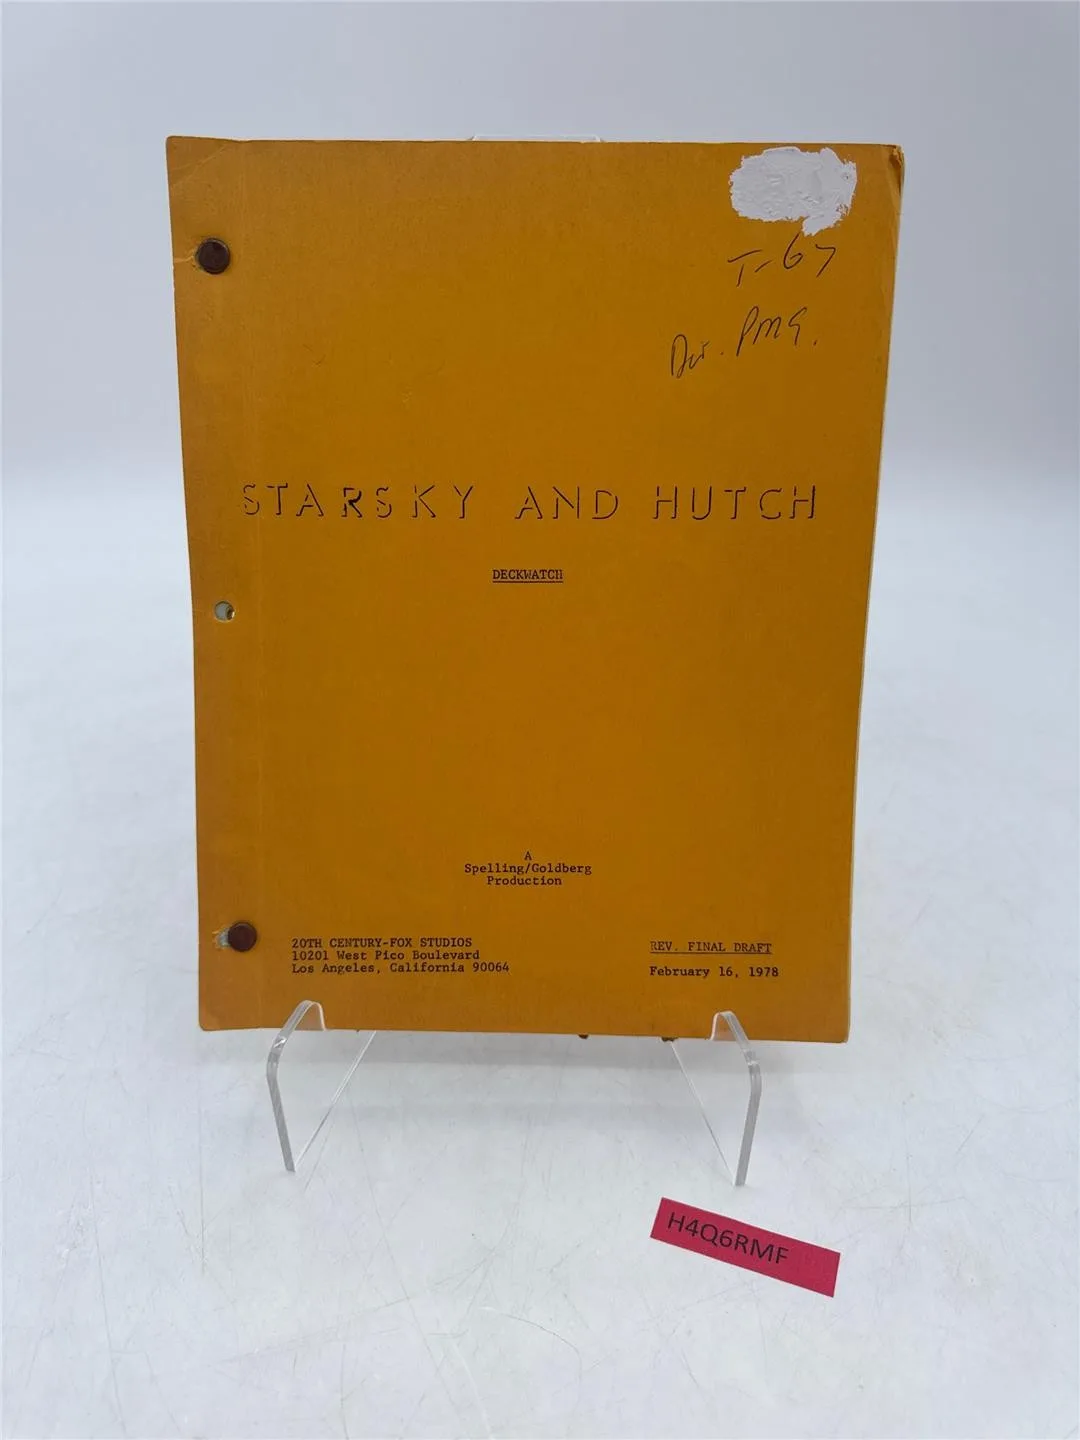 T-67
Dir. PMG.
STARSKY AND HUTCH
DECKWATCH
A
Spelling/Goldberg
Production
20TH CENTURY-FOX STUDIOS
10201 West Pico Boulevard
Los Angeles, California 90064
REV. FINAL DRAFT
February 16, 1978
H4Q6RMF